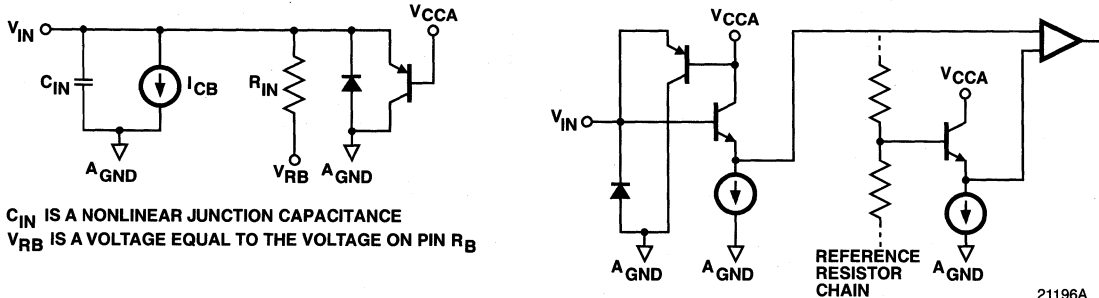 VIN
CIN
ICB
RIN
VCCA
AGND
VRB
AGND
CIN IS A NONLINEAR JUNCTION CAPACITANCE
VRB IS A VOLTAGE EQUAL TO THE VOLTAGE ON PIN RB
VCCA
VIN
AGND
AGND
VCCA
REFERENCE
RESISTOR
CHAIN
AGND
21196A